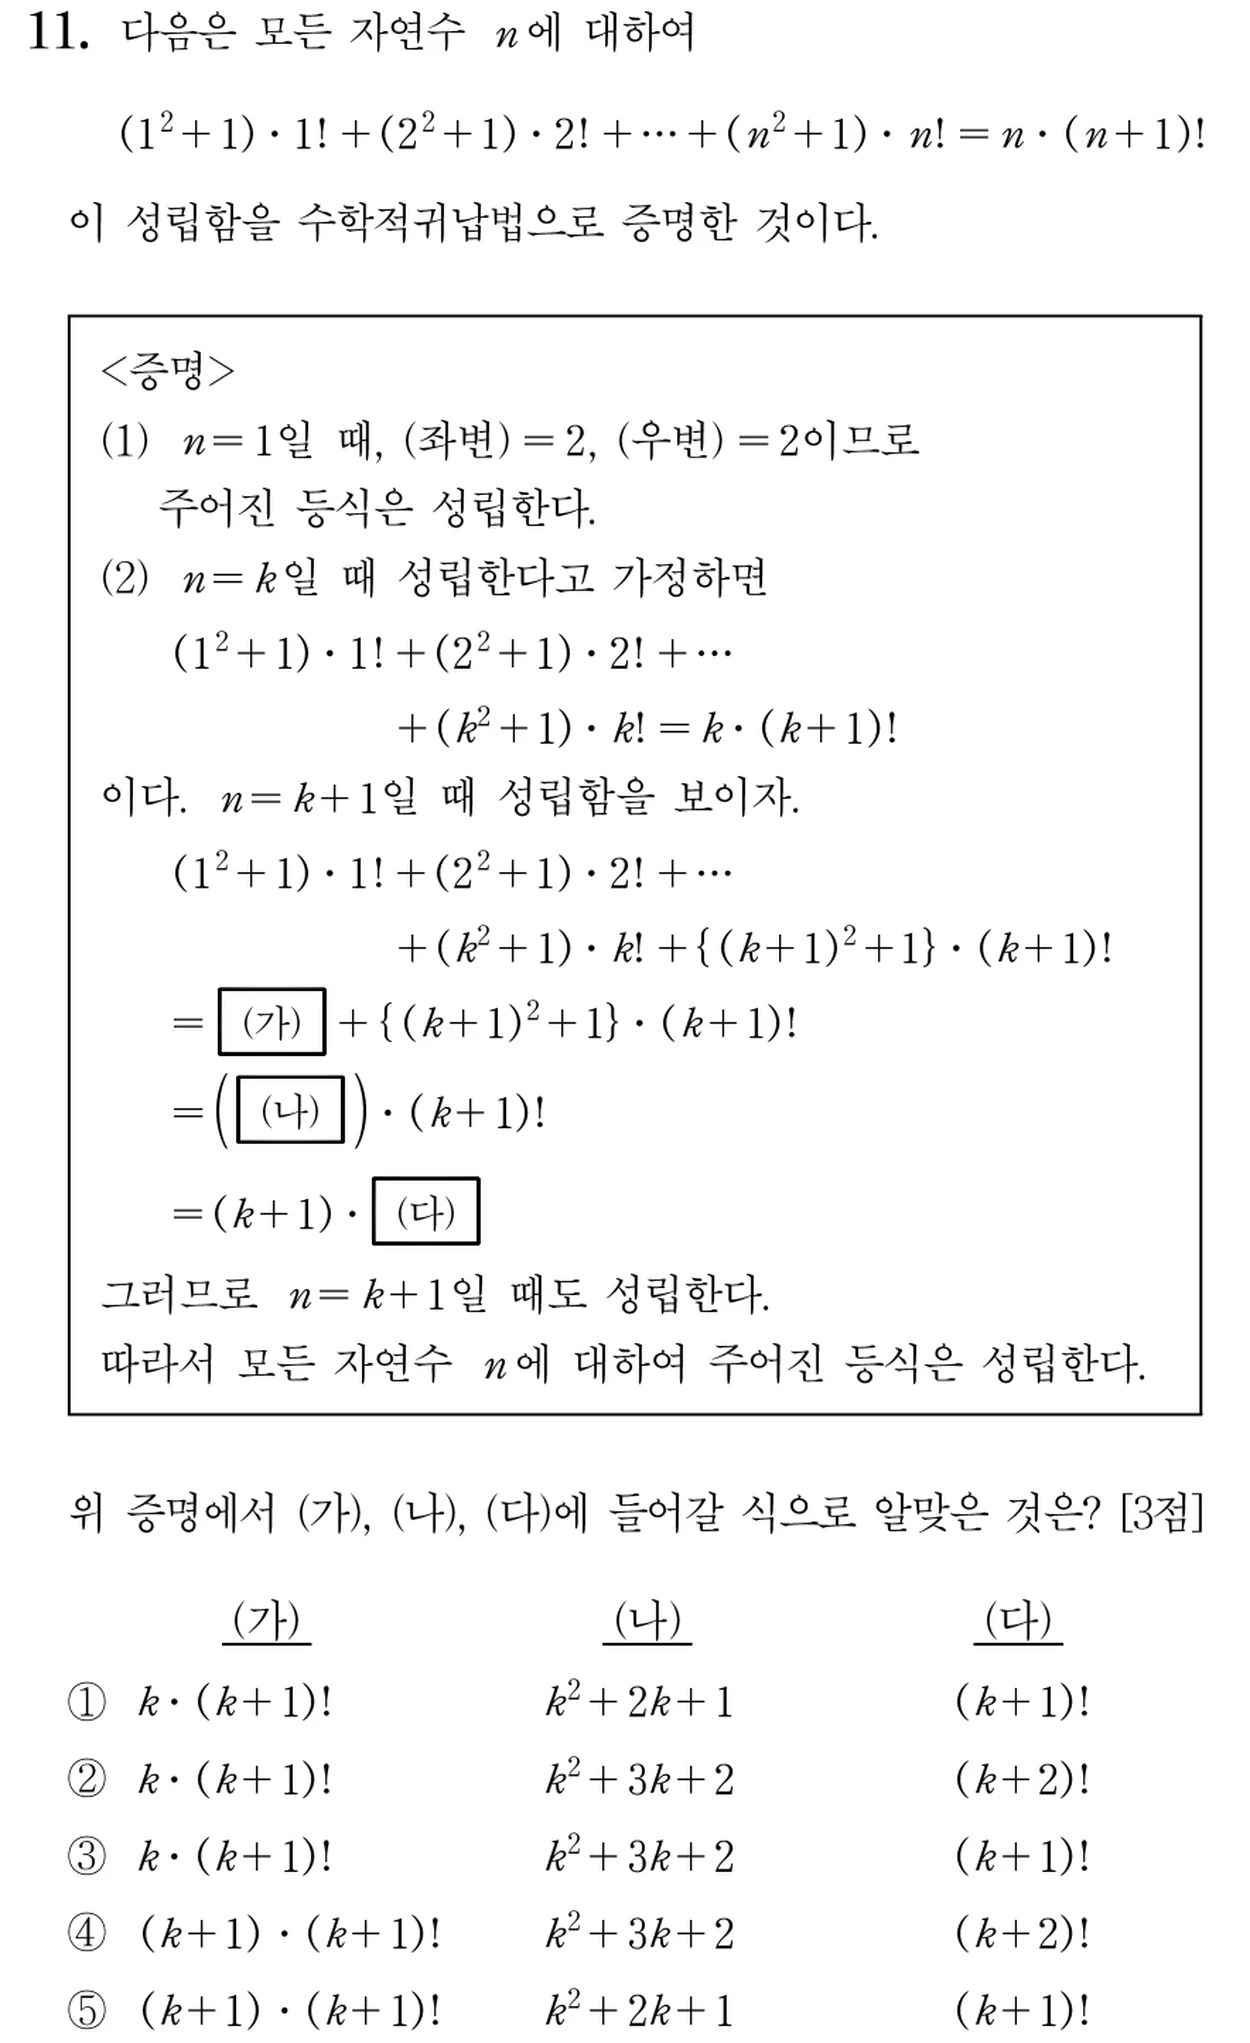 11. 다음은 모든 자연수 n에 대하여
(1²+1)·1!+(2²+1)·2!+⋯+(n²+1)·n!=n·(n+1)!
이 성립함을 수학적귀납법으로 증명한 것이다.
<증명>
(1) n=1일 때, (좌변)=2, (우변)=2이므로
주어진 등식은 성립한다.
(2) n=k일 때 성립한다고 가정하면
(1²+1)·1!+(2²+1)·2!+⋯
+(k²+1)·k!=k·(k+1)!
이다. n=k+1일 때 성립함을 보이자.
(1²+1)·1!+(2²+1)·2!+⋯
+(k²+1)·k!+{(k+1)²+1}·(k+1)!
= (가) +{(k+1)²+1}·(k+1)!
=( (나) )·(k+1)!
=(k+1)· (다)
그러므로 n=k+1일 때도 성립한다.
따라서 모든 자연수 n에 대하여 주어진 등식은 성립한다.
위 증명에서 (가), (나), (다)에 들어갈 식으로 알맞은 것은? [3점]
(가) (나) (다)
① k·(k+1)! k²+2k+1 (k+1)!
② k·(k+1)! k²+3k+2 (k+2)!
③ k·(k+1)! k²+3k+2 (k+1)!
④ (k+1)·(k+1)! k²+3k+2 (k+2)!
⑤ (k+1)·(k+1)! k²+2k+1 (k+1)!